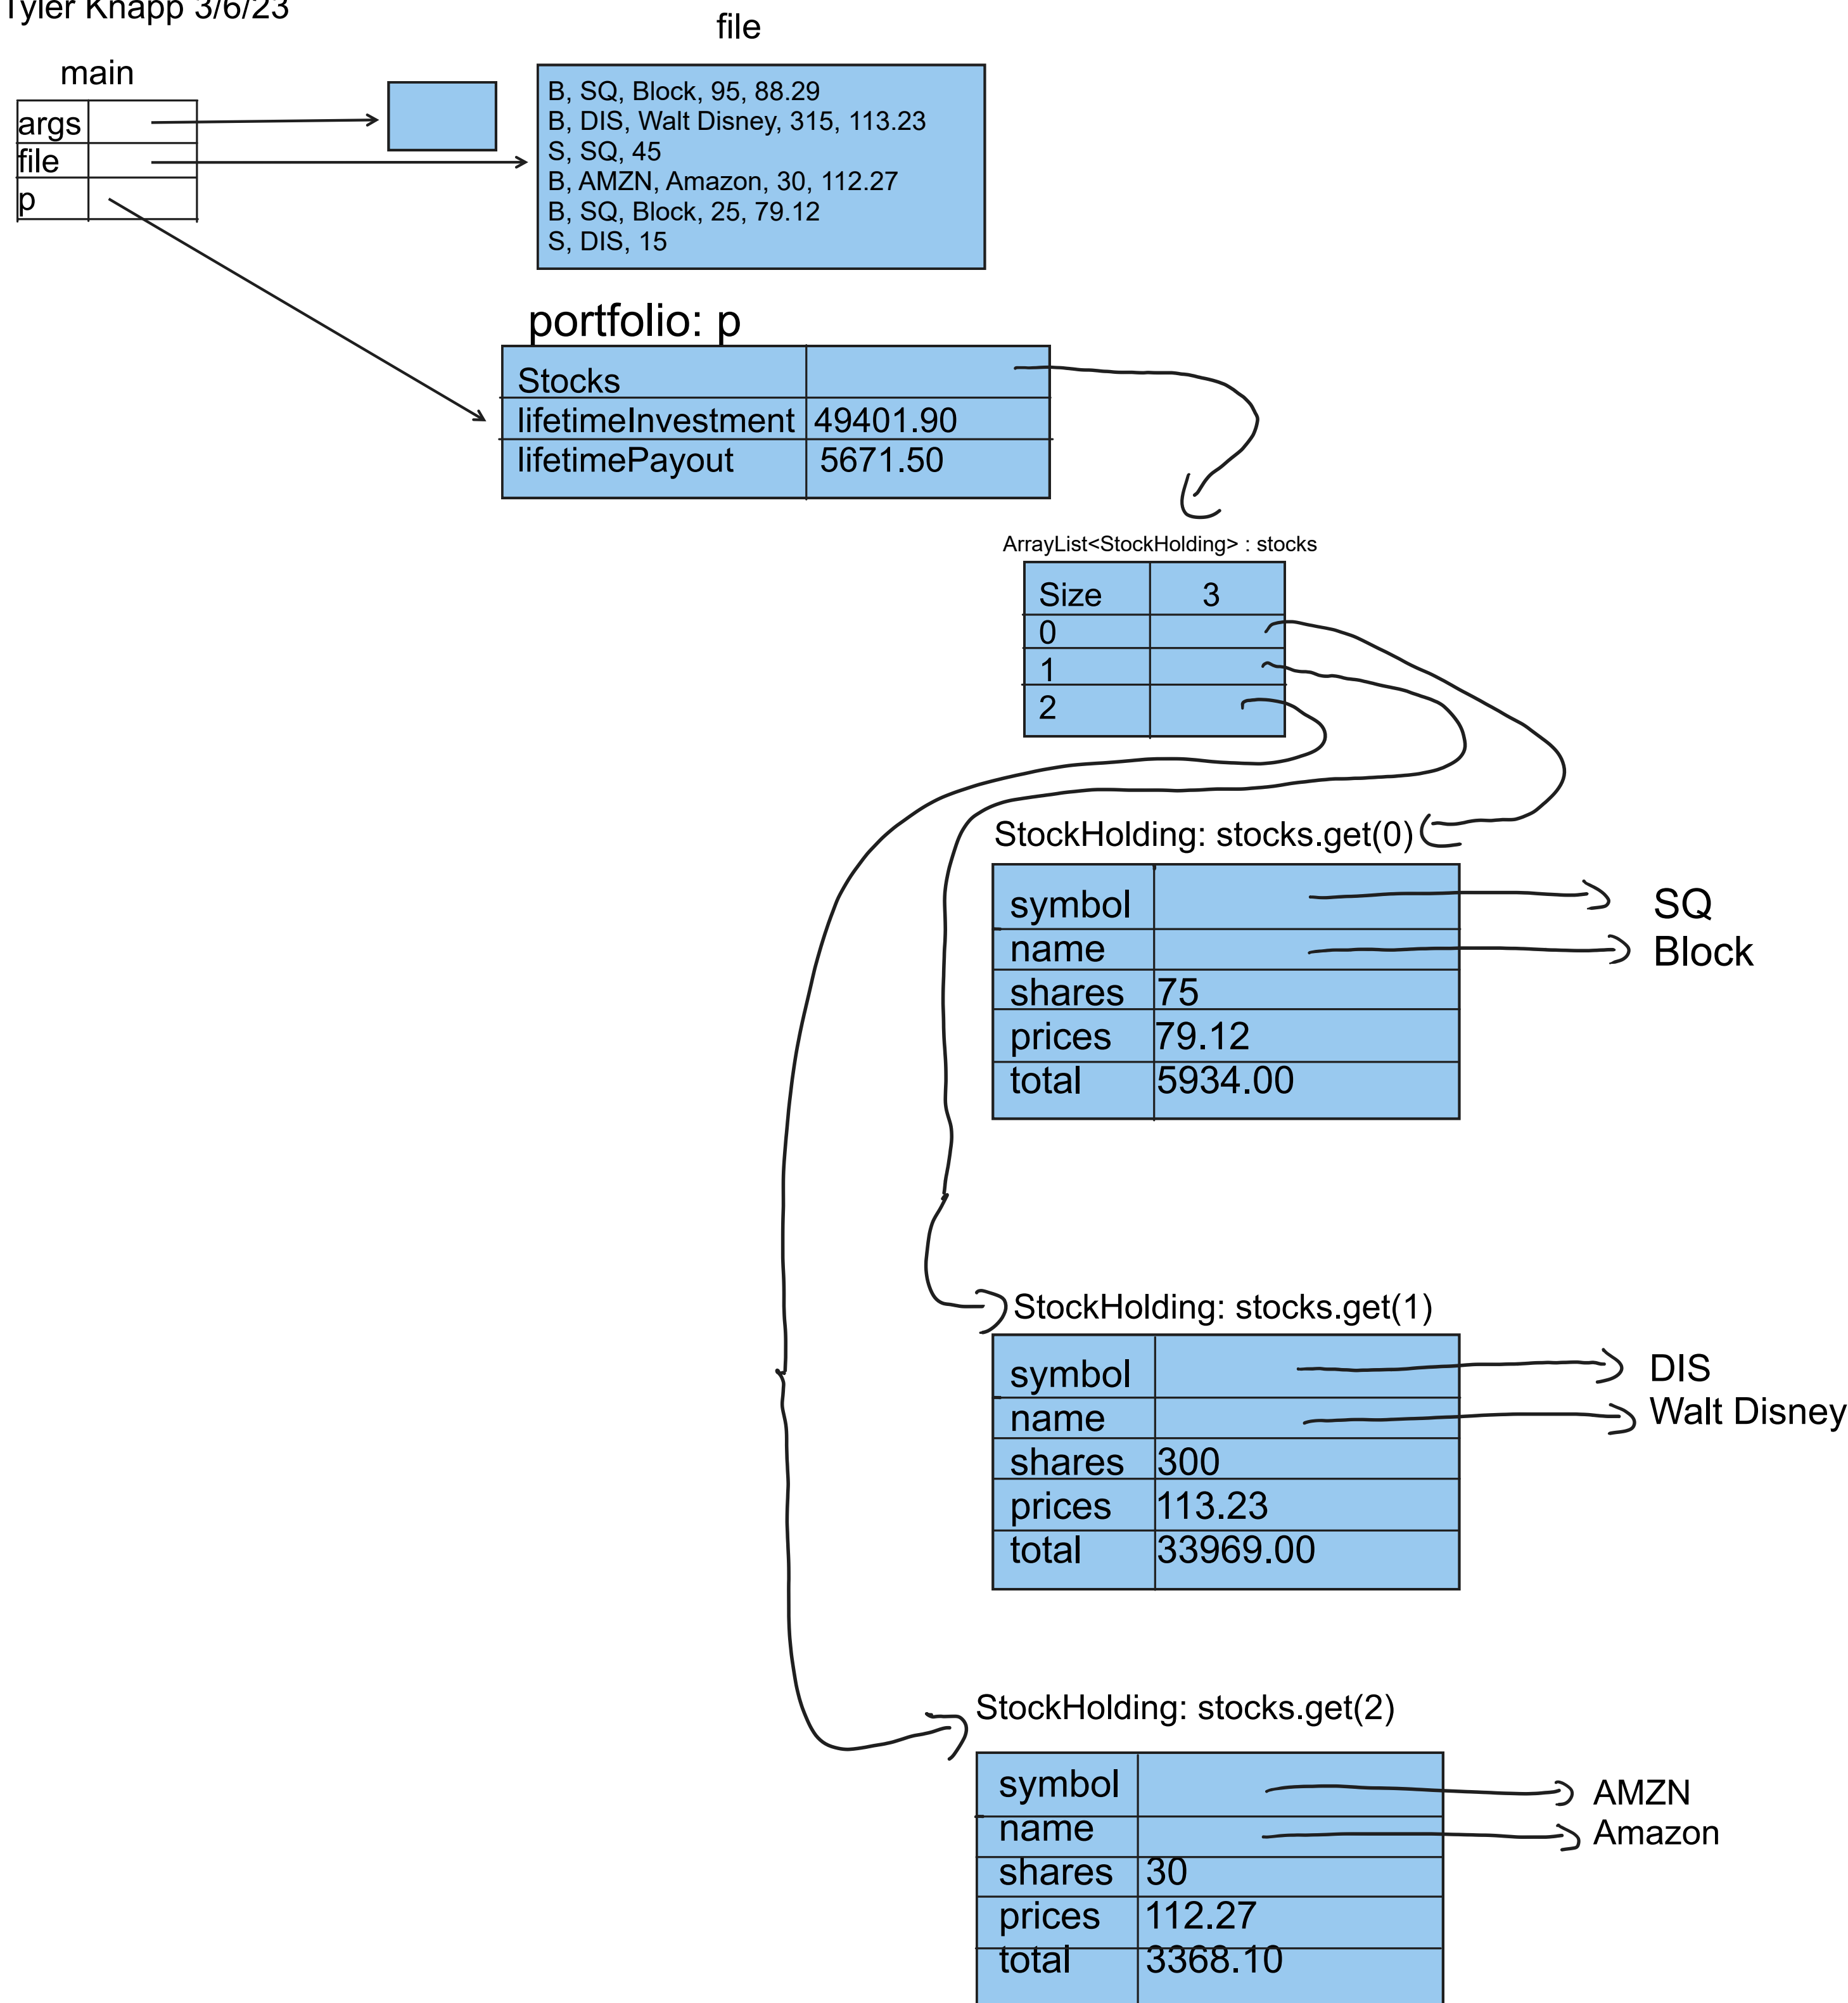 Tyler Knapp 3/6/23
main
args
file
p
file
B, SQ, Block, 95, 88.29
B, DIS, Walt Disney, 315, 113.23
S, SQ, 45
B, AMZN, Amazon, 30, 112.27
B, SQ, Block, 25, 79.12
S, DIS, 15
portfolio: p
Stocks
lifetimeInvestment 49401.90
lifetimePayout 5671.50
ArrayList<StockHolding> : stocks
Size 3
0
1
2
StockHolding: stocks.get(0)
symbol SQ
name Block
shares 75
prices 79.12
total 5934.00
StockHolding: stocks.get(1)
symbol DIS
name Walt Disney
shares 300
prices 113.23
total 33969.00
StockHolding: stocks.get(2)
symbol AMZN
name Amazon
shares 30
prices 112.27
total 3368.10